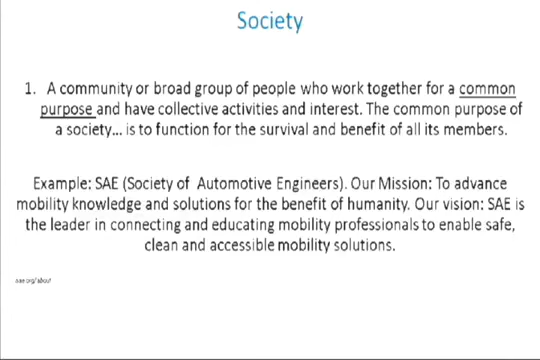 Society
1. A community or broad group of people who work together for a common
purpose and have collective activities and interest. The common purpose of
a society... is to function for the survival and benefit of all its members.
Example: SAE (Society of Automotive Engineers). Our Mission: To advance
mobility knowledge and solutions for the benefit of humanity. Our vision: SAE is
the leader in connecting and educating mobility professionals to enable safe,
clean and accessible mobility solutions.
sae.org/about